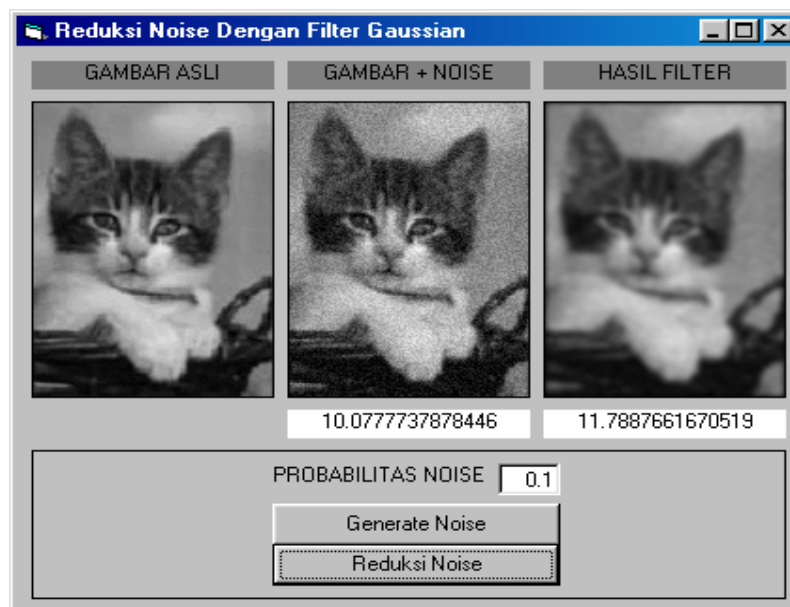 Reduksi Noise Dengan Filter Gaussian
GAMBAR ASLI
GAMBAR + NOISE
HASIL FILTER
10.0777737878446
11.7887661670519
PROBABILITAS NOISE 0.1
Generate Noise
Reduksi Noise